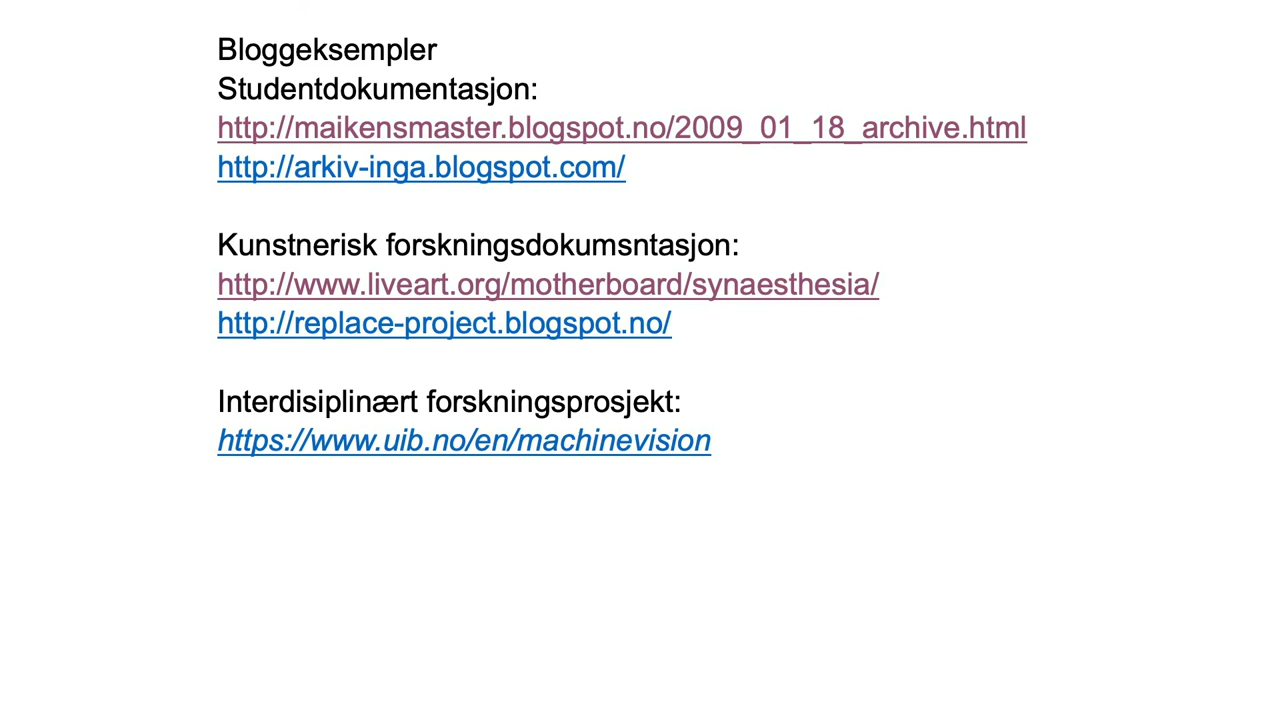 Bloggeksempler
Studentdokumentasjon:
http://maikensmaster.blogspot.no/2009_01_18_archive.html
http://arkiv-inga.blogspot.com/
Kunstnerisk forskningsdokumsntasjon:
http://www.liveart.org/motherboard/synaesthesia/
http://replace-project.blogspot.no/
Interdisiplinært forskningsprosjekt:
https://www.uib.no/en/machinevision